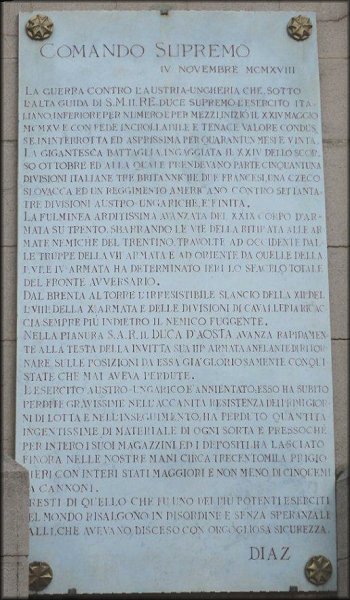 COMANDO SUPREMO
IV NOVEMBRE MCMXVIII
LA GUERRA CONTRO L'AUSTRIA-UNGHERIA CHE, SOTTO
L'ALTA GUIDA DI S.M. IL RE, DUCE SUPREMO L'ESERCITO ITA-
LIANO, INFERIORE PER NUMERO E PER MEZZI, INIZIÒ IL XXIV MAGGIO
MCMXV E CON FEDE INCROLLABILE E TENACE VALORE CONDUS-
SE ININTERROTTA ED ASPRISSIMA PER QUARANTUN MESI È VINTA.
LA GIGANTESCA BATTAGLIA INGAGGIATA IL XXIV DELLO SCOR-
SO OTTOBRE ED ALLA QUALE PRENDEVANO PARTE CINQUANTUNA
DIVISIONI ITALIANE TRE BRITANNICHE DUE FRANCESI, UNA CZECO
SLOVACCA ED UN REGGIMENTO AMERICANO CONTRO SETTANTA-
TRE DIVISIONI AUSTRO-UNGARICHE, È FINITA.
LA FULMINEA ARDITISSIMA AVANZATA DEL XXIX CORPO D'AR-
MATA SU TRENTO, SBARRANDO LE VIE DELLA RITIRATA ALLE AR-
MATE NEMICHE DEL TRENTINO, TRAVOLTE AD OCCIDENTE DAL-
LE TRUPPE DELLA VII ARMATA E AD ORIENTE DA QUELLE DELLA
I, VI E IV ARMATA HA DETERMINATO IERI LO SFACELO TOTALE
DEL FRONTE AVVERSARIO.
DAL BRENTA AL TORRE L'IRRESISTIBILE SLANCIO DELLA XII DEL-
L'VIII DELLA X ARMATA E DELLE DIVISIONI DI CAVALLERIA RICAC-
CIA SEMPRE PIÙ INDIETRO IL NEMICO FUGGENTE.
NELLA PIANURA S.A.R. IL DUCA D'AOSTA AVANZA RAPIDAMEN-
TE ALLA TESTA DELLA INVITTA SUA III ARMATA ANELANTE DI RITOR-
NARE SULLE POSIZIONI DA ESSA GIÀ GLORIOSAMENTE CONQUI-
STATE CHE MAI AVEVA PERDUTE.
L'ESERCITO AUSTRO-UNGARICO È ANNIENTATO: ESSO HA SUBITO
PERDITE GRAVISSIME NELL'ACCANITA RESISTENZA DEI PRIMI GIOR-
NI DI LOTTA E NELL'INSEGUIMENTO, HA PERDUTO QUANTITÀ
INGENTISSIME DI MATERIALE DI OGNI SORTA E PRESSOCHÈ
PER INTERO I SUOI MAGAZZINI ED I DEPOSITI HA LASCIATO
FINORA NELLE NOSTRE MANI CIRCA TRECENTOMILA PRIGIO-
NIERI CON INTERI STATI MAGGIORI E NON MENO DI CINQUEMI-
LA CANNONI.
I RESTI DI QUELLO CHE FU UNO DEI PIÙ POTENTI ESERCITI
DEL MONDO RISALGONO IN DISORDINE E SENZA SPERANZA LE
VALLI, CHE AVEVANO DISCESO CON ORGOGLIOSA SICUREZZA.
DIAZ